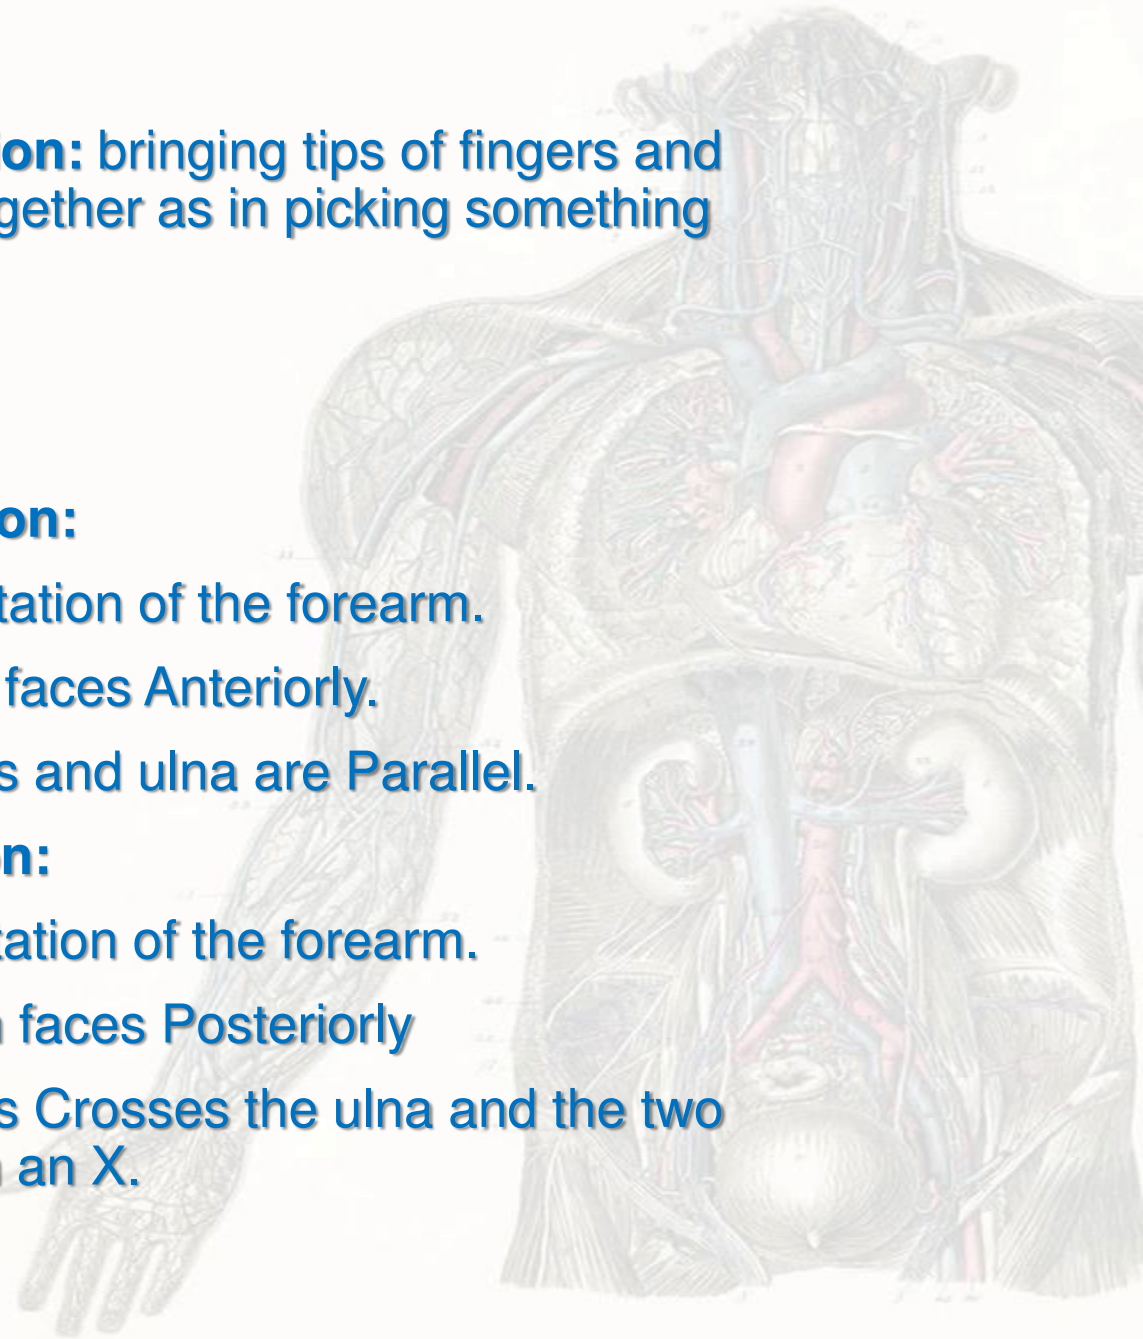 ion: bringing tips of fingers and
gether as in picking something
on:
tation of the forearm.
faces Anteriorly.
s and ulna are Parallel.
n:
tation of the forearm.
faces Posteriorly
s Crosses the ulna and the two
an X.